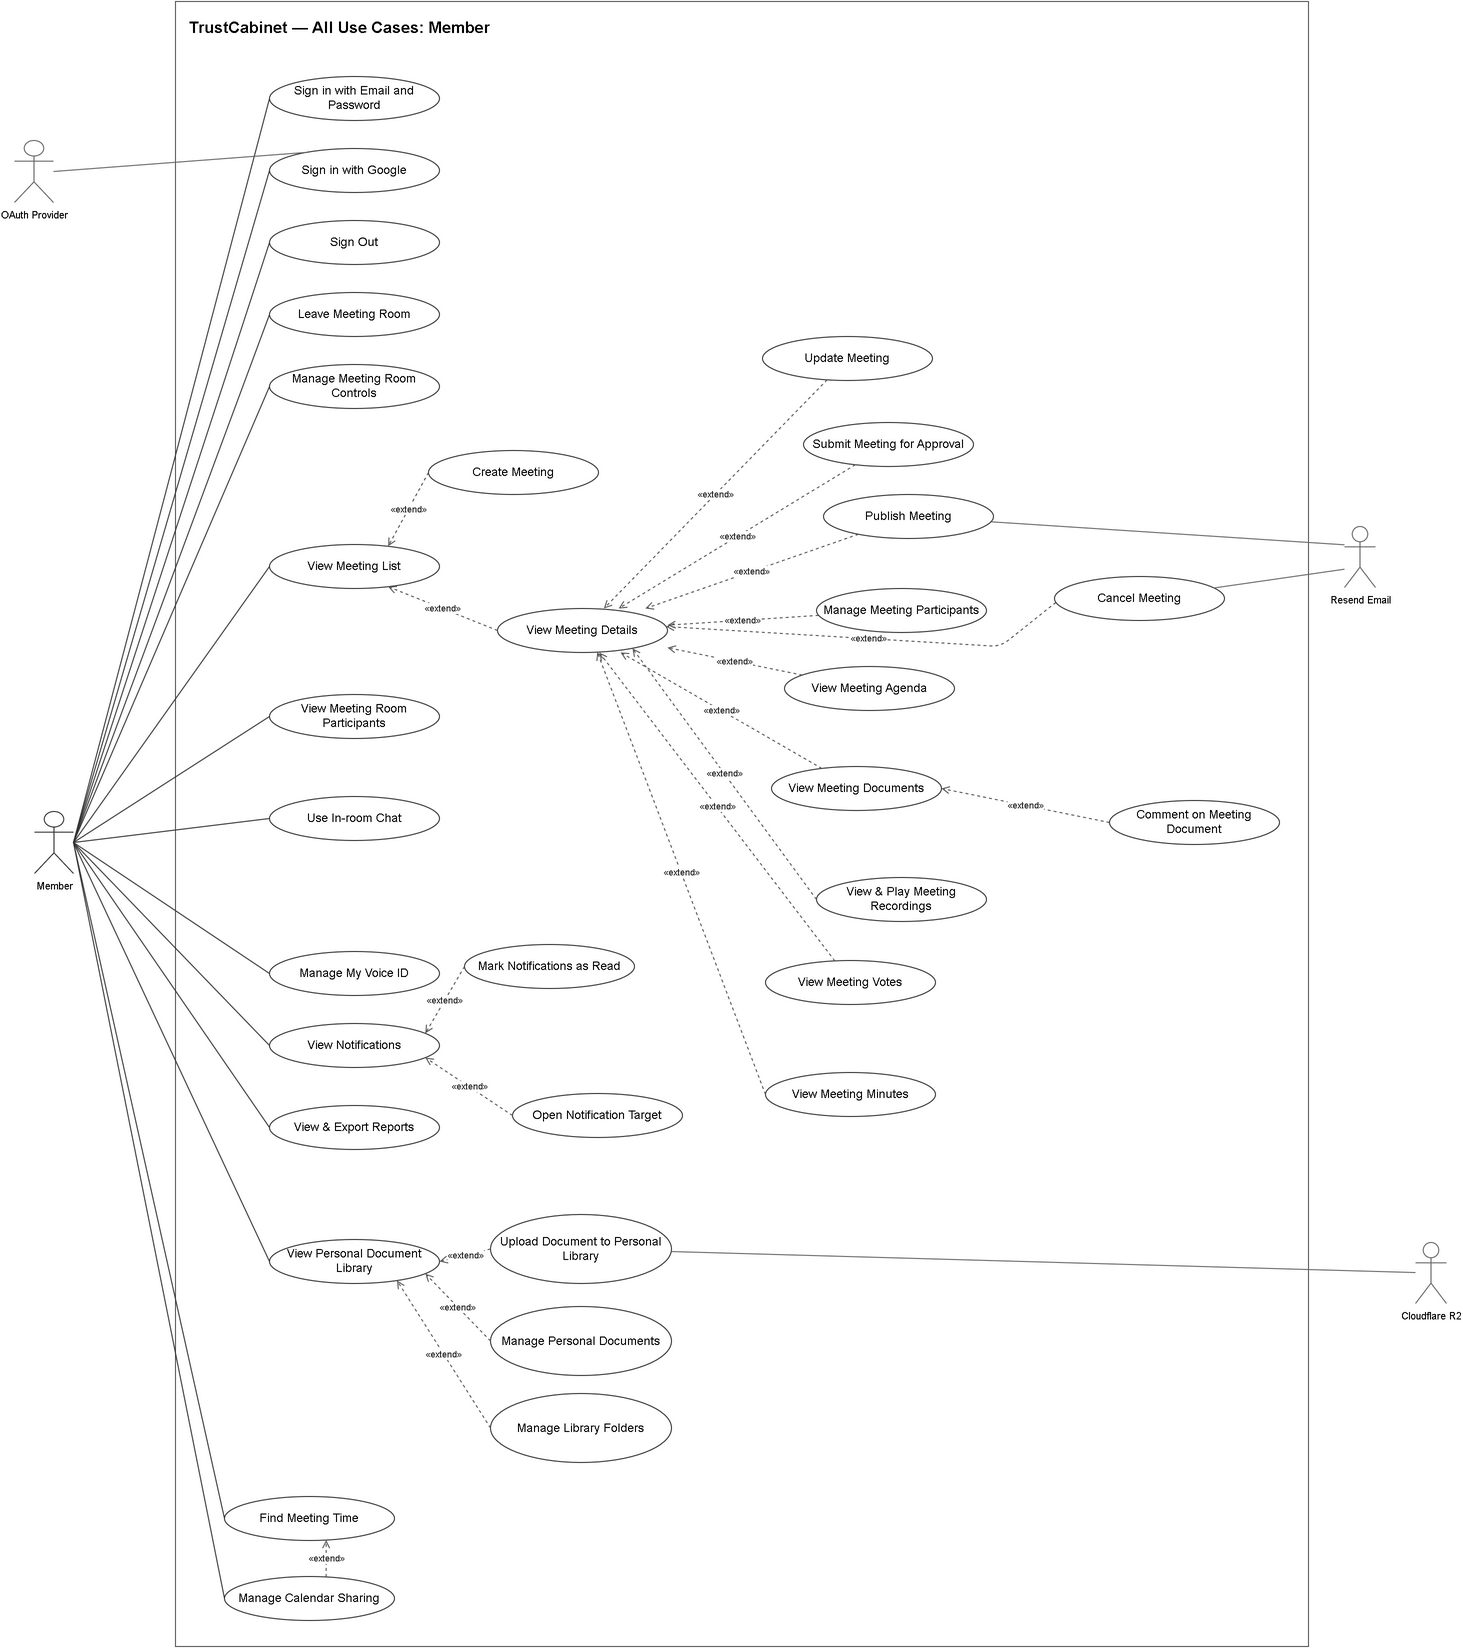 TrustCabinet — All Use Cases: Member
Sign in with Email and
Password
Sign in with Google
OAuth Provider
Sign Out
Leave Meeting Room
Update Meeting
Manage Meeting Room
Controls
Submit Meeting for Approval
Create Meeting
«extend»
«extend»
Publish Meeting
«extend»
View Meeting List
«extend»
Resend Email
Cancel Meeting
«extend»
Manage Meeting Participants
«extend»
View Meeting Details
«extend»
«extend»
View Meeting Agenda
View Meeting Room
Participants
«extend»
«extend»
View Meeting Documents
«extend»
«extend»
Use In-room Chat
Comment on Meeting
Document
Member
«extend»
View & Play Meeting
Recordings
Mark Notifications as Read
Manage My Voice ID
View Meeting Votes
«extend»
View Notifications
«extend»
View Meeting Minutes
Open Notification Target
View & Export Reports
Upload Document to Personal
Library
View Personal Document
Library
«extend»
Cloudflare R2
«extend»
Manage Personal Documents
«extend»
Manage Library Folders
Find Meeting Time
«extend»
Manage Calendar Sharing